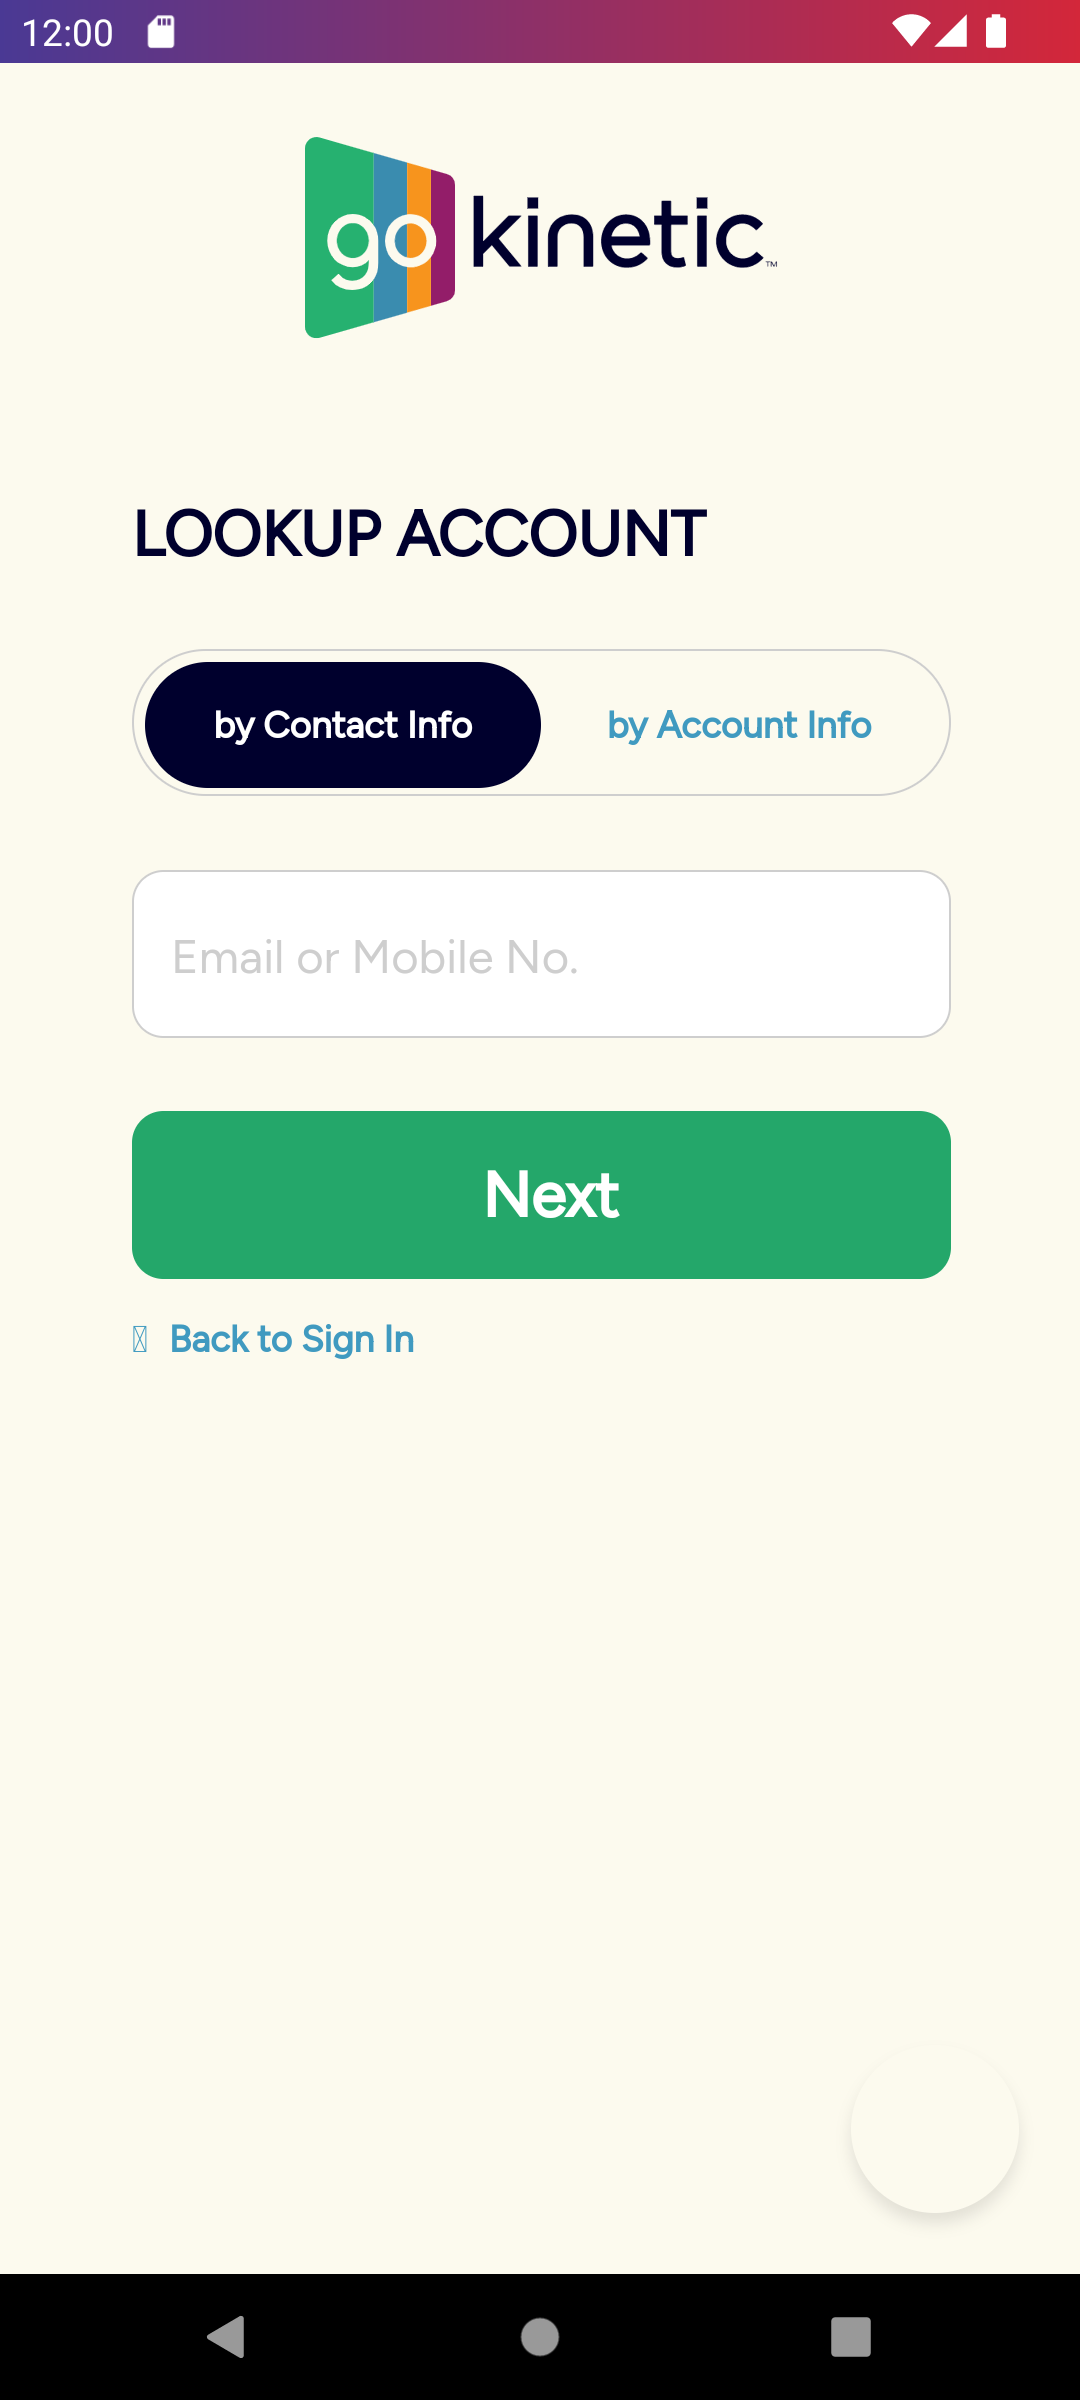 12:00
go kinetic™
LOOKUP ACCOUNT
by Contact Info by Account Info
Email or Mobile No.
Next
Back to Sign In